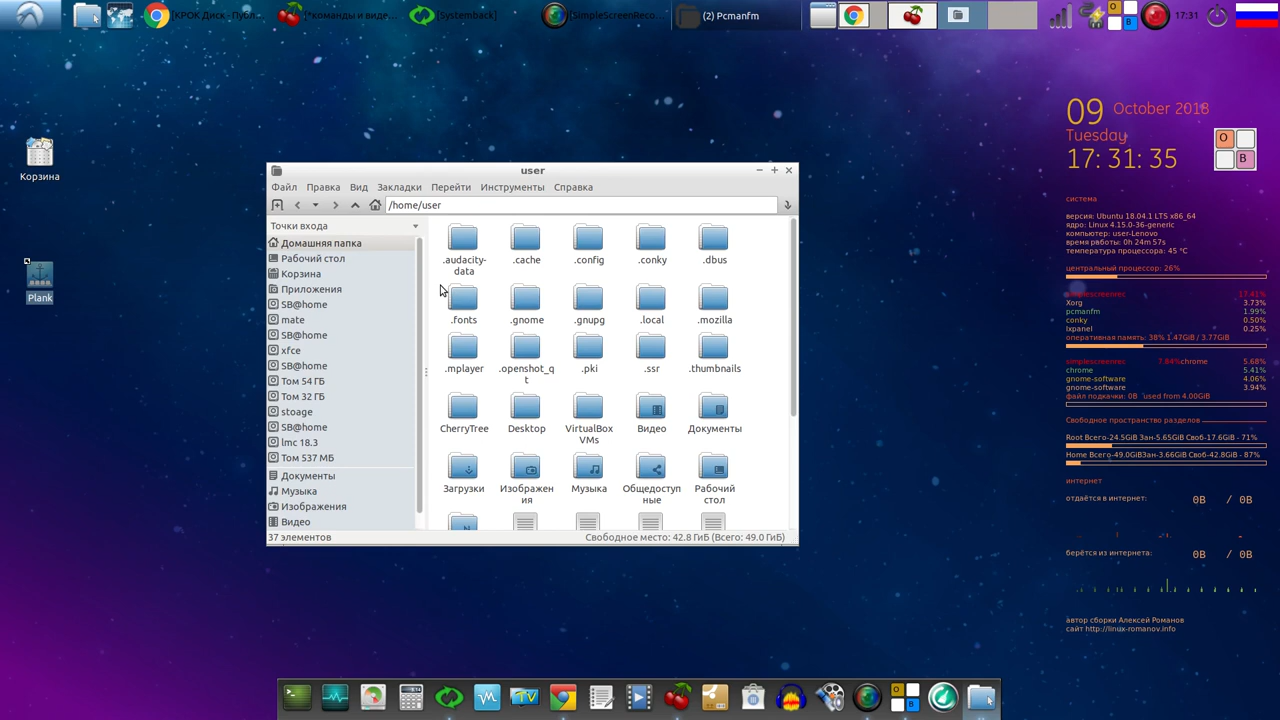 [КРОК Диск - Публ...
[*команды и виде...
[Systemback]
[SimpleScreenReco...
(2) Pcmanfm
O
B
17:31
Корзина
Plank
user
Файл Правка Вид Закладки Перейти Инструменты Справка
/home/user
Точки входа
Домашняя папка
Рабочий стол
Корзина
Приложения
SB@home
mate
SB@home
xfce
SB@home
Том 54 ГБ
Том 32 ГБ
stoage
SB@home
lmc 18.3
Том 537 МБ
Документы
Музыка
Изображения
Видео
.audacity-
data
.cache
.config
.conky
.dbus
.fonts
.gnome
.gnupg
.local
.mozilla
.mplayer
.openshot_q
t
.pki
.ssr
.thumbnails
CherryTree
Desktop
VirtualBox
VMs
Видео
Документы
Загрузки
Изображен
ия
Музыка
Общедоступ
ные
Рабочий
стол
37 элементов
Свободное место: 42.8 ГиБ (Всего: 49.0 ГиБ)
09 October 2018
Tuesday
17: 31: 35
O
B
система
версия: Ubuntu 18.04.1 LTS x86_64
ядро: Linux 4.15.0-36-generic
компьютер: user-Lenovo
время работы: 0h 24m 57s
температура процессора: 45 °C
центральный процессор: 26%
simplescreenrec 17.41%
Xorg 3.73%
pcmanfm 1.99%
conky 0.50%
lxpanel 0.25%
оперативная память: 38% 1.47GiB / 3.77GiB
simplescreenrec 7.84%chrome 5.68%
chrome 5.41%
gnome-software 4.06%
gnome-software 3.94%
файл подкачки: 0B used from 4.00GiB
Свободное пространство разделов
Root Всего-24.5GiB Зан-5.65GiB Своб-17.6GiB - 71%
Home Всего-49.0GiBЗан-3.66GiB Своб-42.8GiB - 87%
интернет
отдаётся в интернет: 0B / 0B
берётся из интернета: 0B / 0B
автор сборки Алексей Романов
сайт http://linux-romanov.info
TV
O
B